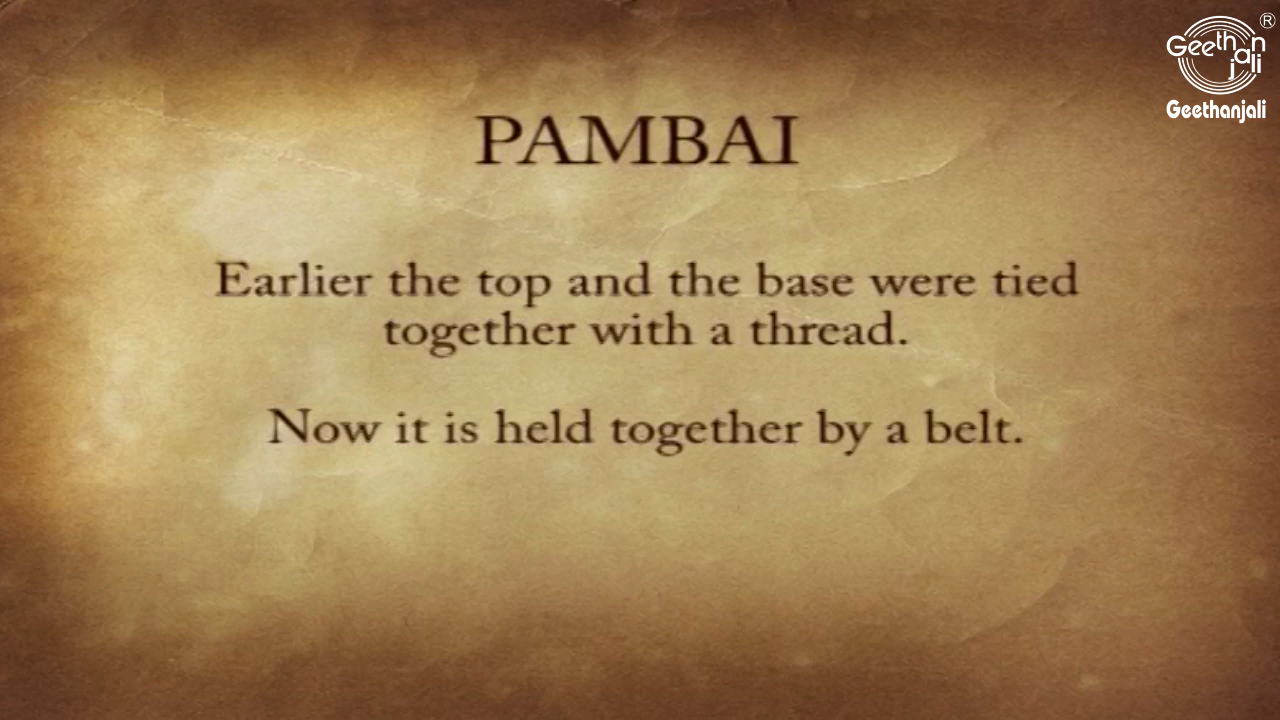 Geethanjali
®
Geethanjali
PAMBAI
Earlier the top and the base were tied
together with a thread.
Now it is held together by a belt.